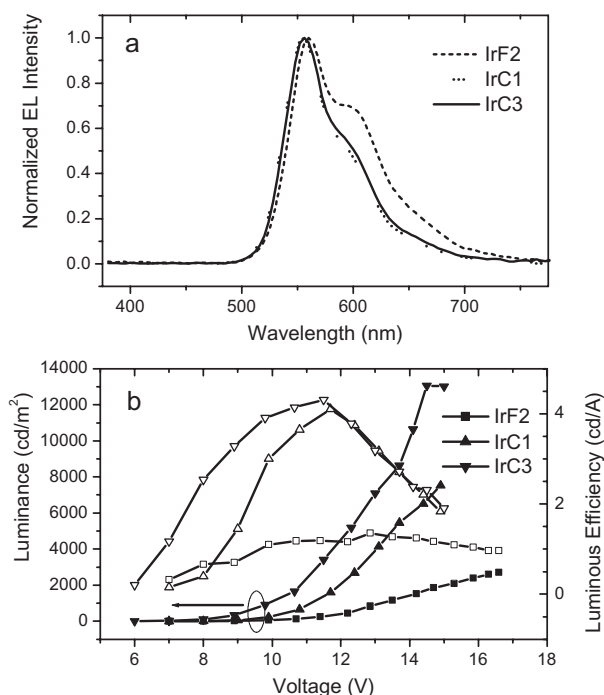 a
IrF2
IrC1
IrC3
Normalized EL Intensity
1.0
0.8
0.6
0.4
0.2
0.0
400 500 600 700
Wavelength (nm)
b
IrF2
IrC1
IrC3
Luminance (cd/m²)
14000
12000
10000
8000
6000
4000
2000
0
Luminous Efficiency (cd/A)
4
2
0
6 8 10 12 14 16 18
Voltage (V)